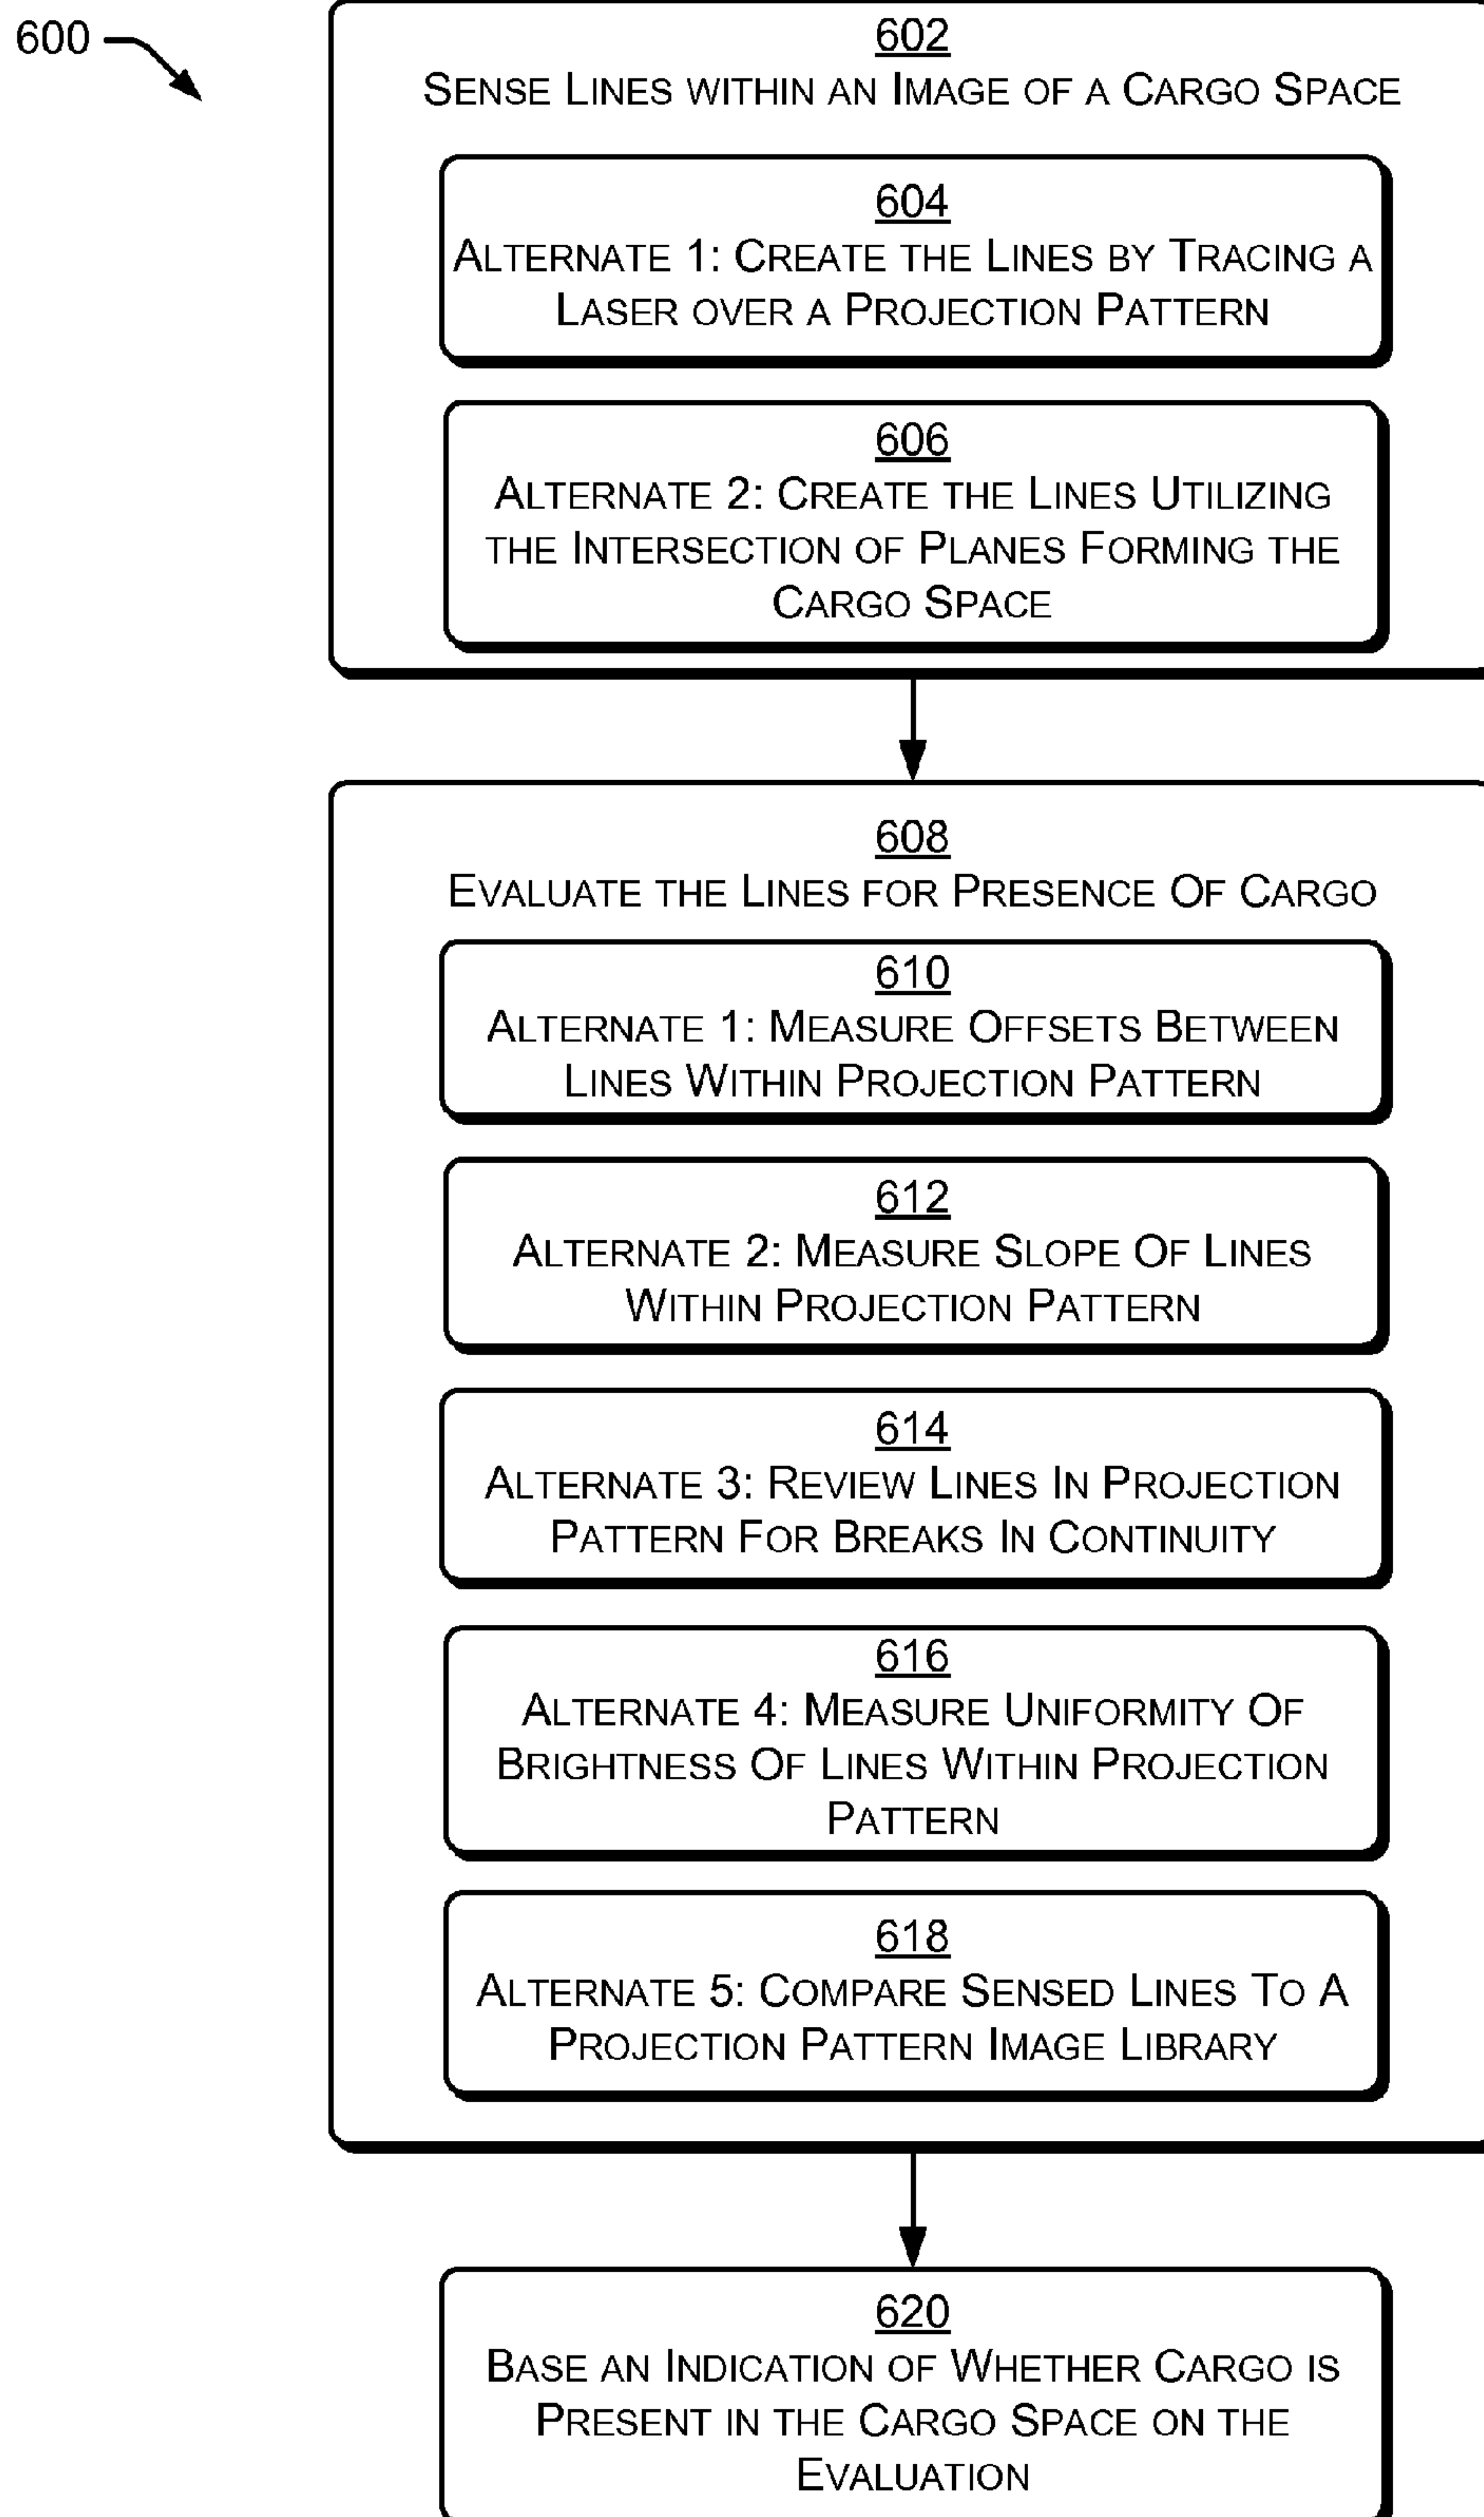 600
602
SENSE LINES WITHIN AN IMAGE OF A CARGO SPACE
604
ALTERNATE 1: CREATE THE LINES BY TRACING A
LASER OVER A PROJECTION PATTERN
606
ALTERNATE 2: CREATE THE LINES UTILIZING
THE INTERSECTION OF PLANES FORMING THE
CARGO SPACE
608
EVALUATE THE LINES FOR PRESENCE OF CARGO
610
ALTERNATE 1: MEASURE OFFSETS BETWEEN
LINES WITHIN PROJECTION PATTERN
612
ALTERNATE 2: MEASURE SLOPE OF LINES
WITHIN PROJECTION PATTERN
614
ALTERNATE 3: REVIEW LINES IN PROJECTION
PATTERN FOR BREAKS IN CONTINUITY
616
ALTERNATE 4: MEASURE UNIFORMITY OF
BRIGHTNESS OF LINES WITHIN PROJECTION
PATTERN
618
ALTERNATE 5: COMPARE SENSED LINES TO A
PROJECTION PATTERN IMAGE LIBRARY
620
BASE AN INDICATION OF WHETHER CARGO IS
PRESENT IN THE CARGO SPACE ON THE
EVALUATION